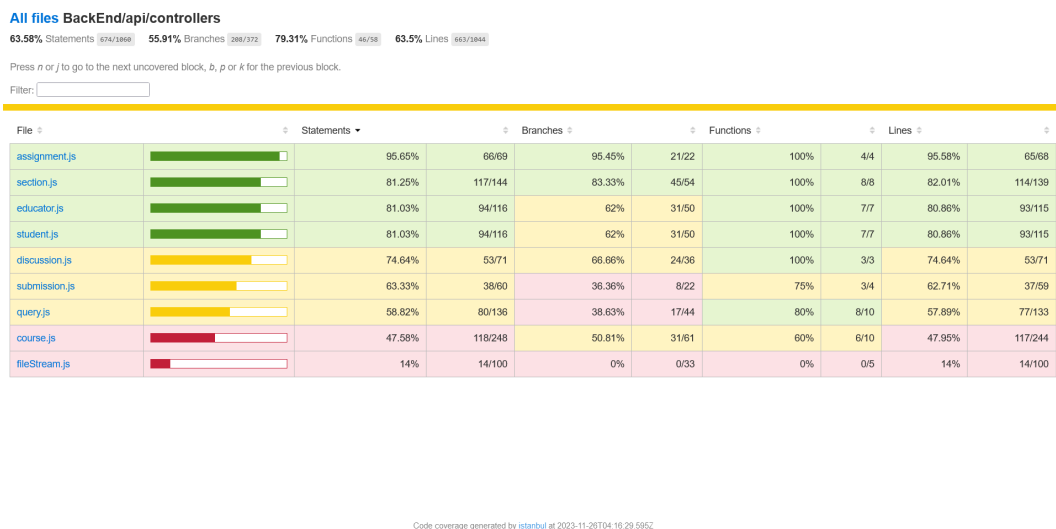 All files BackEnd/api/controllers
63.58% Statements 674/1060 55.91% Branches 208/372 79.31% Functions 46/58 63.5% Lines 663/1044
Press n or j to go to the next uncovered block, b, p or k for the previous block.
Filter:
File Statements Branches Functions Lines
assignment.js 95.65% 66/69 95.45% 21/22 100% 4/4 95.58% 65/68
section.js 81.25% 117/144 83.33% 45/54 100% 8/8 82.01% 114/139
educator.js 81.03% 94/116 62% 31/50 100% 7/7 80.86% 93/115
student.js 81.03% 94/116 62% 31/50 100% 7/7 80.86% 93/115
discussion.js 74.64% 53/71 66.66% 24/36 100% 3/3 74.64% 53/71
submission.js 63.33% 38/60 36.36% 8/22 75% 3/4 62.71% 37/59
query.js 58.82% 80/136 38.63% 17/44 80% 8/10 57.89% 77/133
course.js 47.58% 118/248 50.81% 31/61 60% 6/10 47.95% 117/244
fileStream.js 14% 14/100 0% 0/33 0% 0/5 14% 14/100
Code coverage generated by istanbul at 2023-11-26T04:16:29.595Z